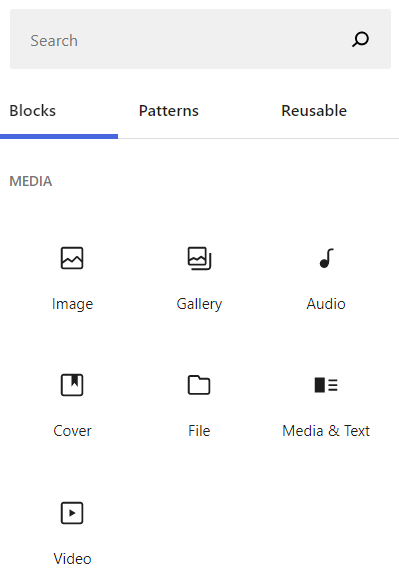 Search
Blocks Patterns Reusable
MEDIA
Image Gallery Audio
Cover File Media & Text
Video